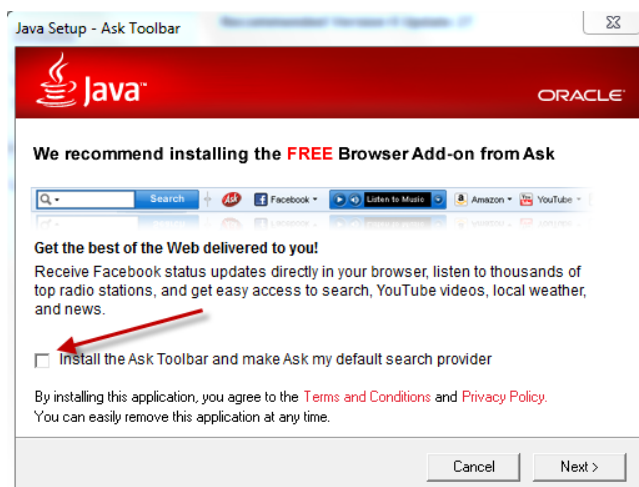 Java Setup - Ask Toolbar
Java™
ORACLE
We recommend installing the FREE Browser Add-on from Ask
Search Ask Facebook Listen to Music Amazon YouTube
Get the best of the Web delivered to you!
Receive Facebook status updates directly in your browser, listen to thousands of
top radio stations, and get easy access to search, YouTube videos, local weather,
and news.
Install the Ask Toolbar and make Ask my default search provider
By installing this application, you agree to the Terms and Conditions and Privacy Policy.
You can easily remove this application at any time.
Cancel Next >